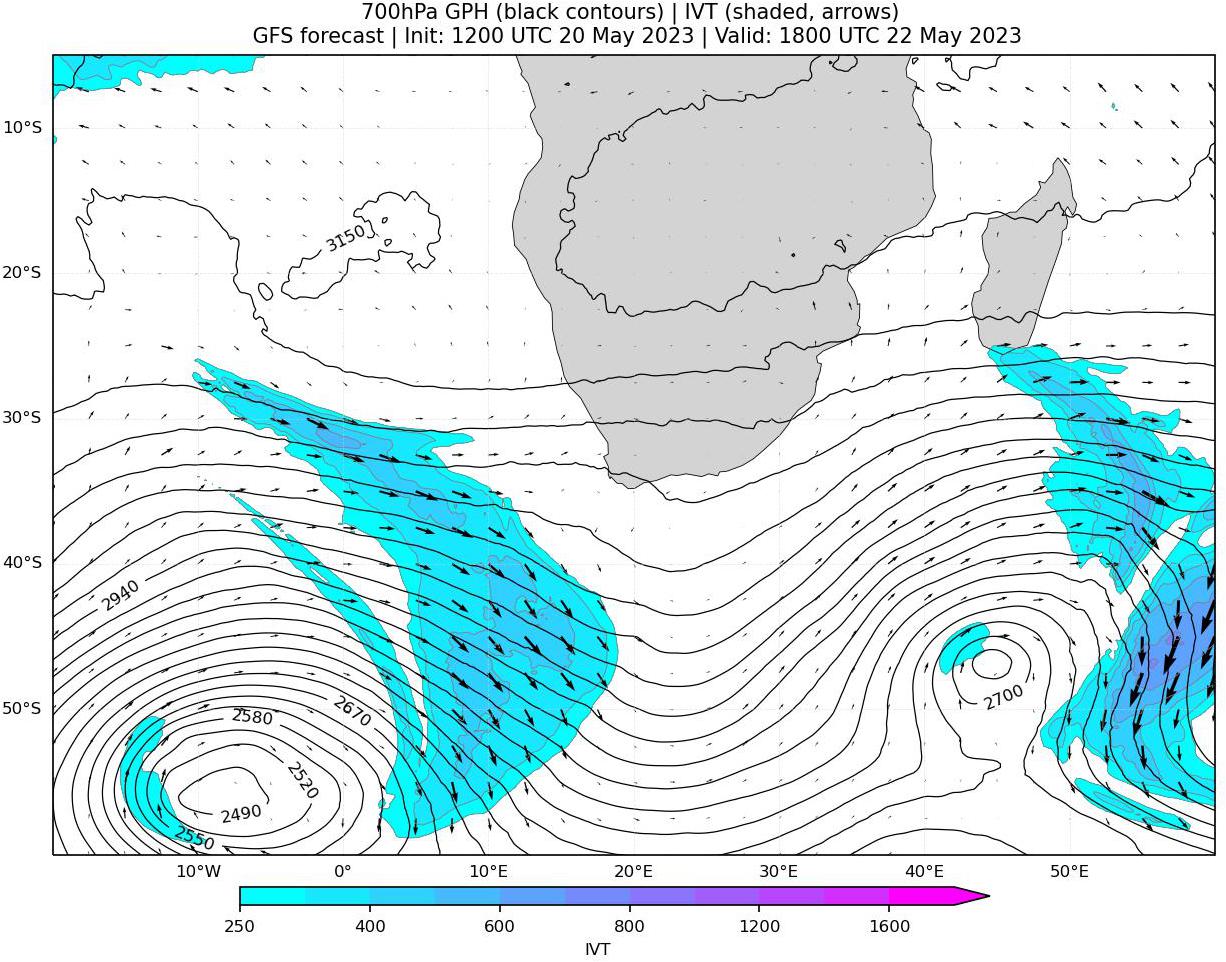 700hPa GPH (black contours) | IVT (shaded, arrows)
GFS forecast | Init: 1200 UTC 20 May 2023 | Valid: 1800 UTC 22 May 2023
10°S
3150
20°S
30°S
40°S
2940
50°S
2580
2670
2700
2520
2490
2550
10°W
0°
10°E
20°E
30°E
40°E
50°E
250
400
600
800
1200
1600
IVT